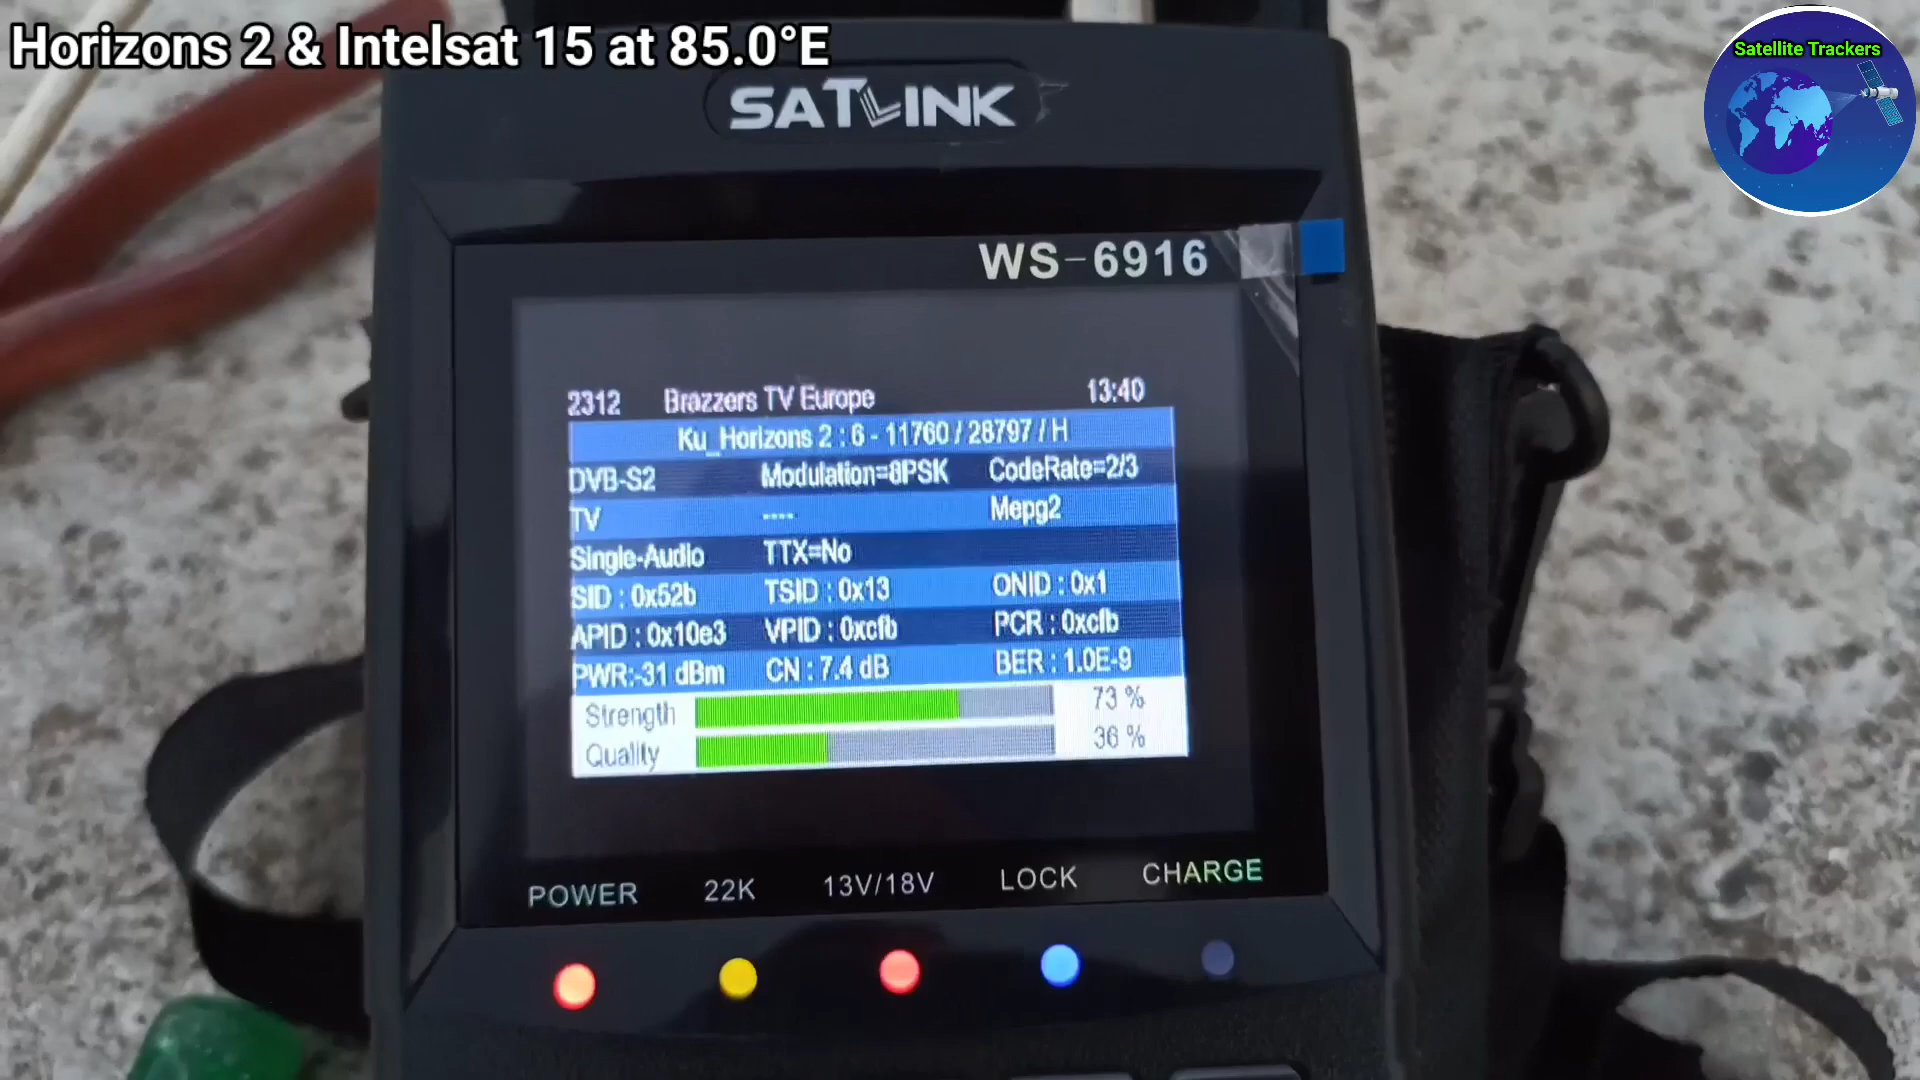 Horizons 2 & Intelsat 15 at 85.0°E
Satellite Trackers
SATLINK
WS-6916
2312 Brazzers TV Europe 13:40
Ku_Horizons 2 : 6 - 11760 / 28797 / H
DVB-S2 Modulation=8PSK CodeRate=2/3
TV ---- Mepg2
Single-Audio TTX=No
SID : 0x52b TSID : 0x13 ONID : 0x1
APID : 0x10e3 VPID : 0xcfb PCR : 0xcfb
PWR:-31 dBm CN : 7.4 dB BER : 1.0E-9
Strength 73 %
Quality 36 %
POWER 22K 13V/18V LOCK CHARGE